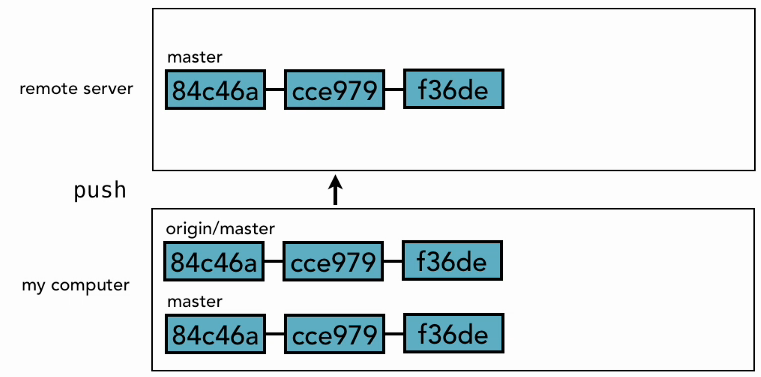 master
remote server
84c46a cce979 f36de
push
origin/master
84c46a cce979 f36de
my computer
master
84c46a cce979 f36de